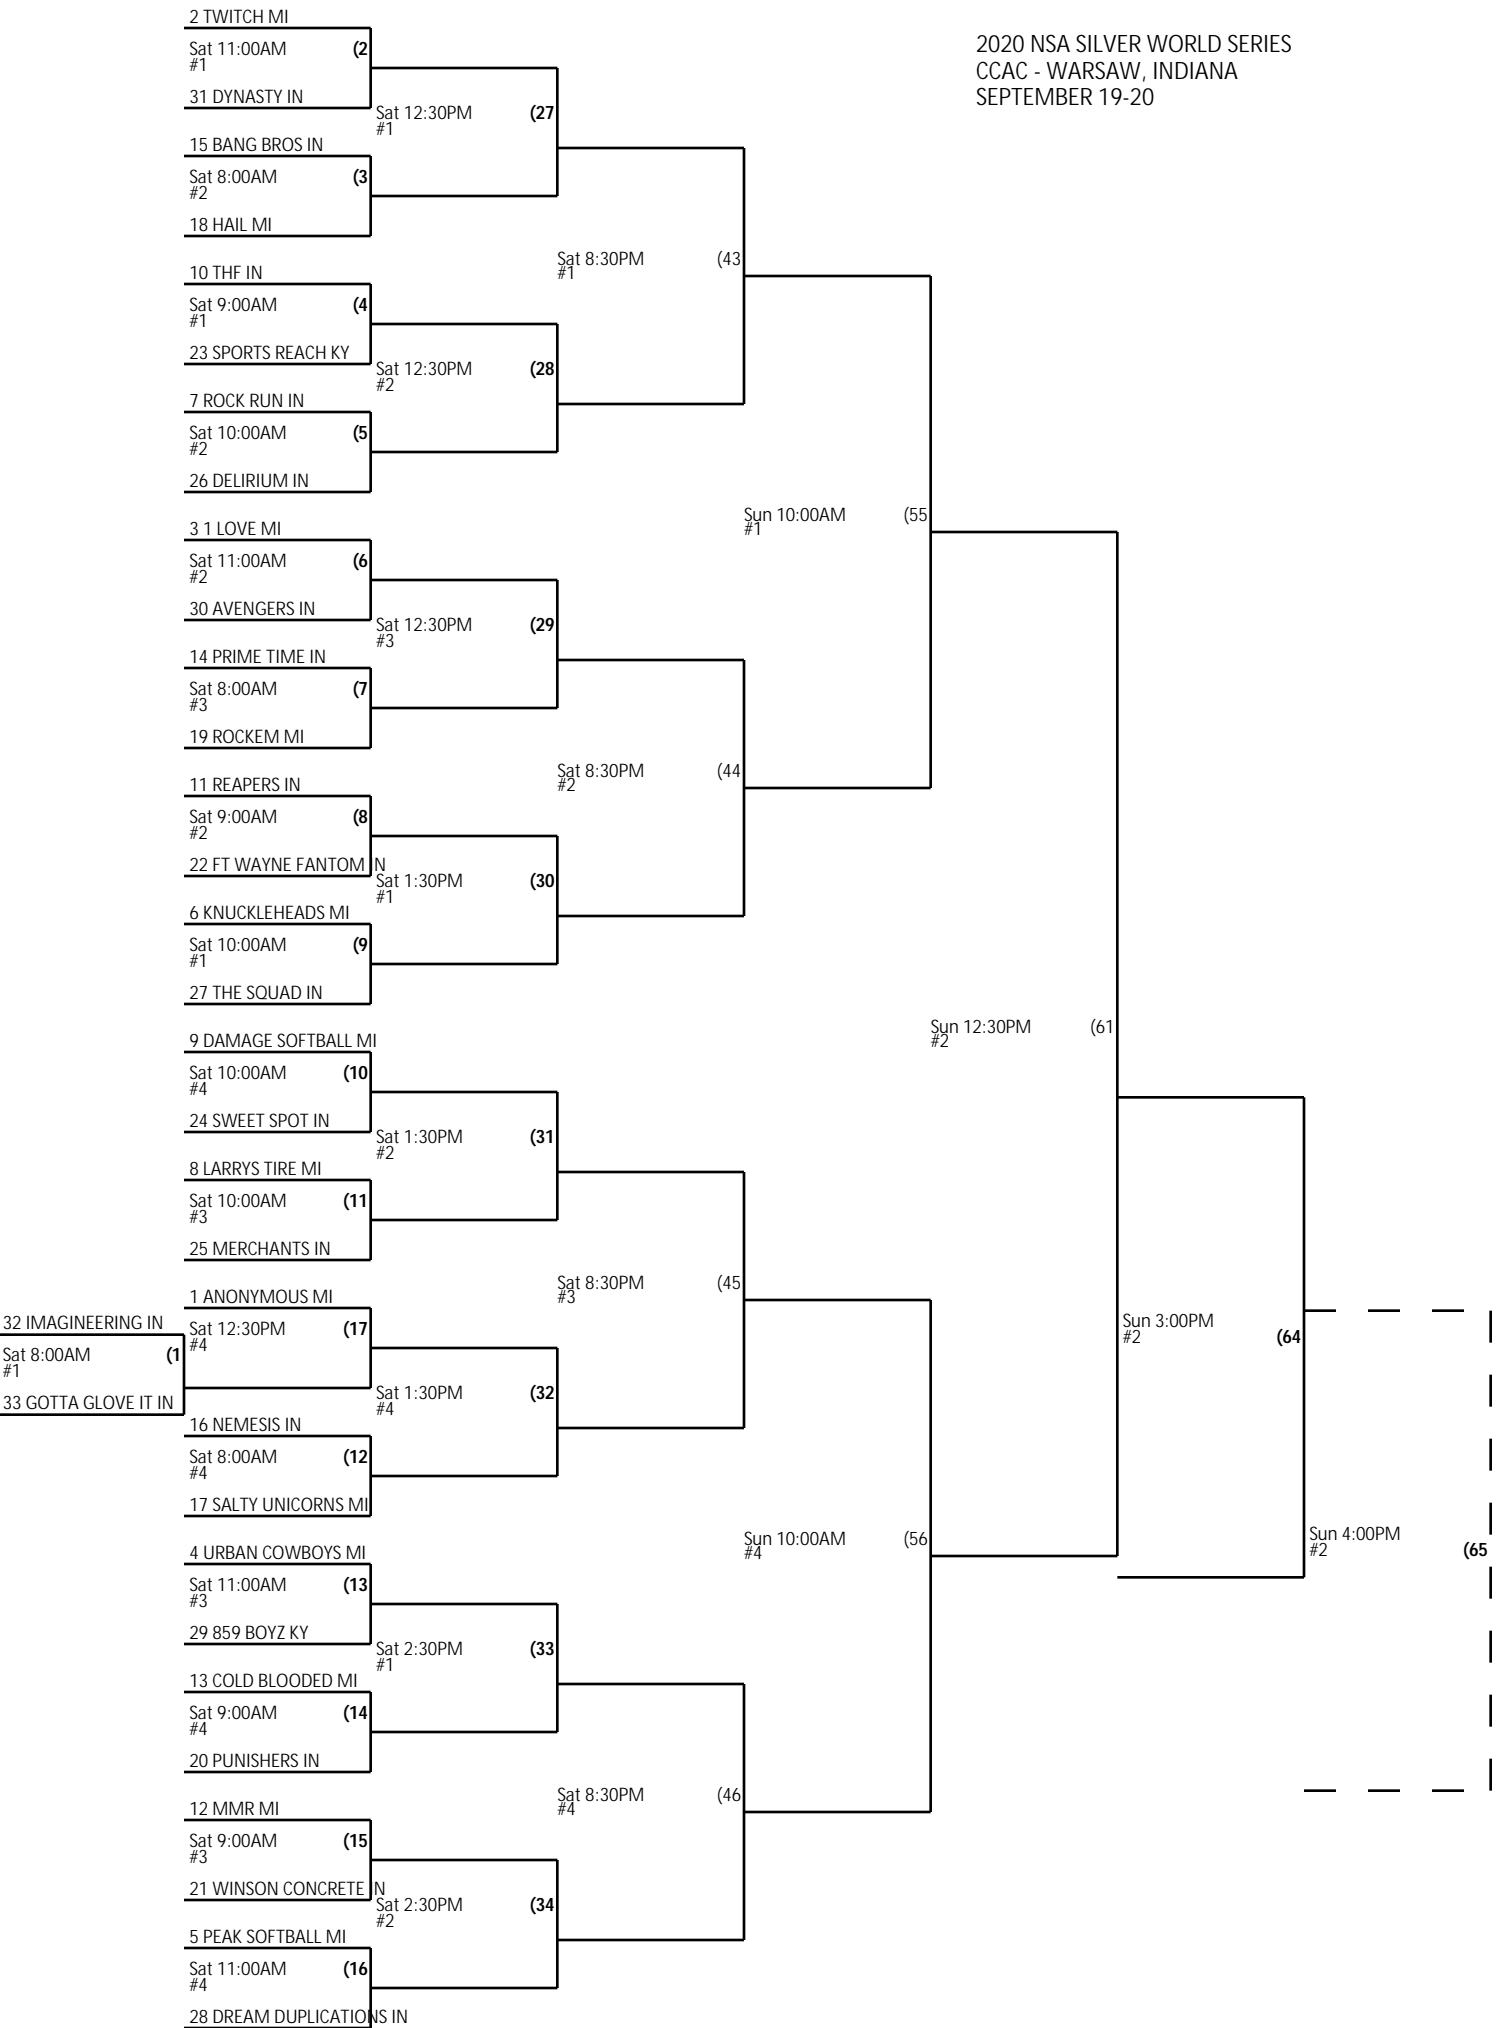 2020 NSA SILVER WORLD SERIES
CCAC - WARSAW, INDIANA
SEPTEMBER 19-20
2 TWITCH MI
Sat 11:00AM (2
#1
31 DYNASTY IN
Sat 12:30PM (27
#1
15 BANG BROS IN
Sat 8:00AM (3
#2
18 HAIL MI
Sat 8:30PM (43
#1
10 THF IN
Sat 9:00AM (4
#1
23 SPORTS REACH KY
Sat 12:30PM (28
#2
7 ROCK RUN IN
Sat 10:00AM (5
#2
26 DELIRIUM IN
Sun 10:00AM (55
#1
3 1 LOVE MI
Sat 11:00AM (6
#2
30 AVENGERS IN
Sat 12:30PM (29
#3
14 PRIME TIME IN
Sat 8:00AM (7
#3
19 ROCKEM MI
Sat 8:30PM (44
#2
11 REAPERS IN
Sat 9:00AM (8
#2
22 FT WAYNE FANTOM IN
Sat 1:30PM (30
#1
6 KNUCKLEHEADS MI
Sat 10:00AM (9
#1
27 THE SQUAD IN
Sun 12:30PM (61
#2
9 DAMAGE SOFTBALL MI
Sat 10:00AM (10
#4
24 SWEET SPOT IN
Sat 1:30PM (31
#2
8 LARRYS TIRE MI
Sat 10:00AM (11
#3
25 MERCHANTS IN
Sat 8:30PM (45
#3
1 ANONYMOUS MI
32 IMAGINEERING IN
Sat 12:30PM (17
#4
Sat 8:00AM (1
#1
33 GOTTA GLOVE IT IN
Sun 3:00PM (64
#2
Sat 1:30PM (32
#4
16 NEMESIS IN
Sat 8:00AM (12
#4
17 SALTY UNICORNS MI
Sun 10:00AM (56
#4
Sun 4:00PM (65
#2
4 URBAN COWBOYS MI
Sat 11:00AM (13
#3
29 859 BOYZ KY
Sat 2:30PM (33
#1
13 COLD BLOODED MI
Sat 9:00AM (14
#4
20 PUNISHERS IN
Sat 8:30PM (46
#4
12 MMR MI
Sat 9:00AM (15
#3
21 WINSON CONCRETE IN
Sat 2:30PM (34
#2
5 PEAK SOFTBALL MI
Sat 11:00AM (16
#4
28 DREAM DUPLICATIONS IN